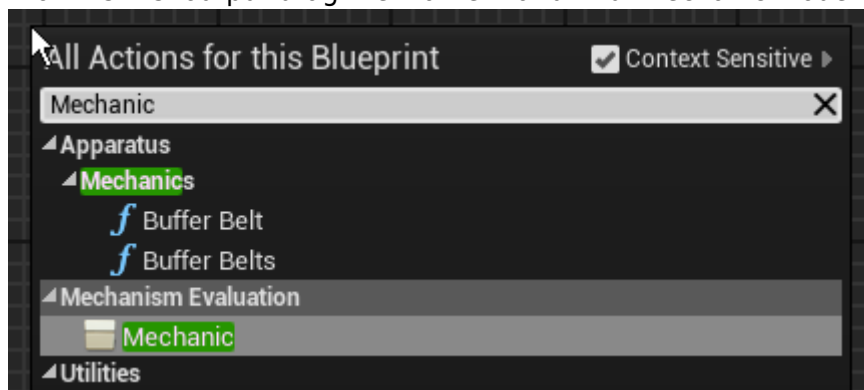 All Actions for this Blueprint Context Sensitive
Mechanic
Apparatus
Mechanics
f Buffer Belt
f Buffer Belts
Mechanism Evaluation
Mechanic
Utilities